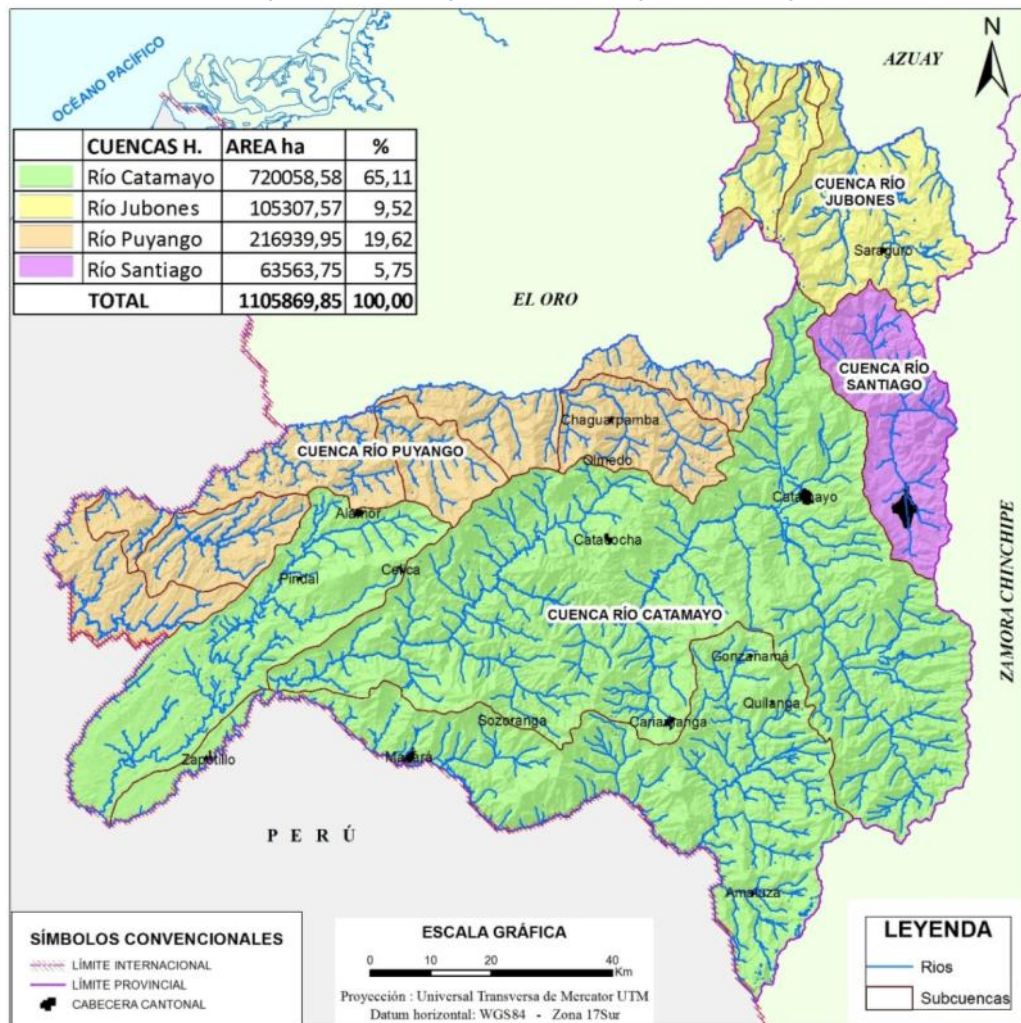 OCÉANO PACÍFICO
AZUAY
N
CUENCAS H. AREA ha %
Río Catamayo 720058,58 65,11
Río Jubones 105307,57 9,52
Río Puyango 216939,95 19,62
Río Santiago 63563,75 5,75
TOTAL 1105869,85 100,00
CUENCA RÍO
JUBONES
Saraguro
EL ORO
CUENCA RÍO
SANTIAGO
Chaguarpamba
CUENCA RÍO PUYANGO
Olmedo
Catamayo
Alamor
Catacocha
Pindal
Celica
ZAMORA CHINCHIPE
CUENCA RÍO CATAMAYO
Gonzanamá
Quilanga
Sozoranga
Cariamanga
Zapotillo
Macará
PERÚ
Amaluza
SÍMBOLOS CONVENCIONALES
LÍMITE INTERNACIONAL
LÍMITE PROVINCIAL
CABECERA CANTONAL
ESCALA GRÁFICA
0 10 20 40
Km
Proyección : Universal Transversa de Mercator UTM
Datum horizontal: WGS84 - Zona 17Sur
LEYENDA
Rios
Subcuencas